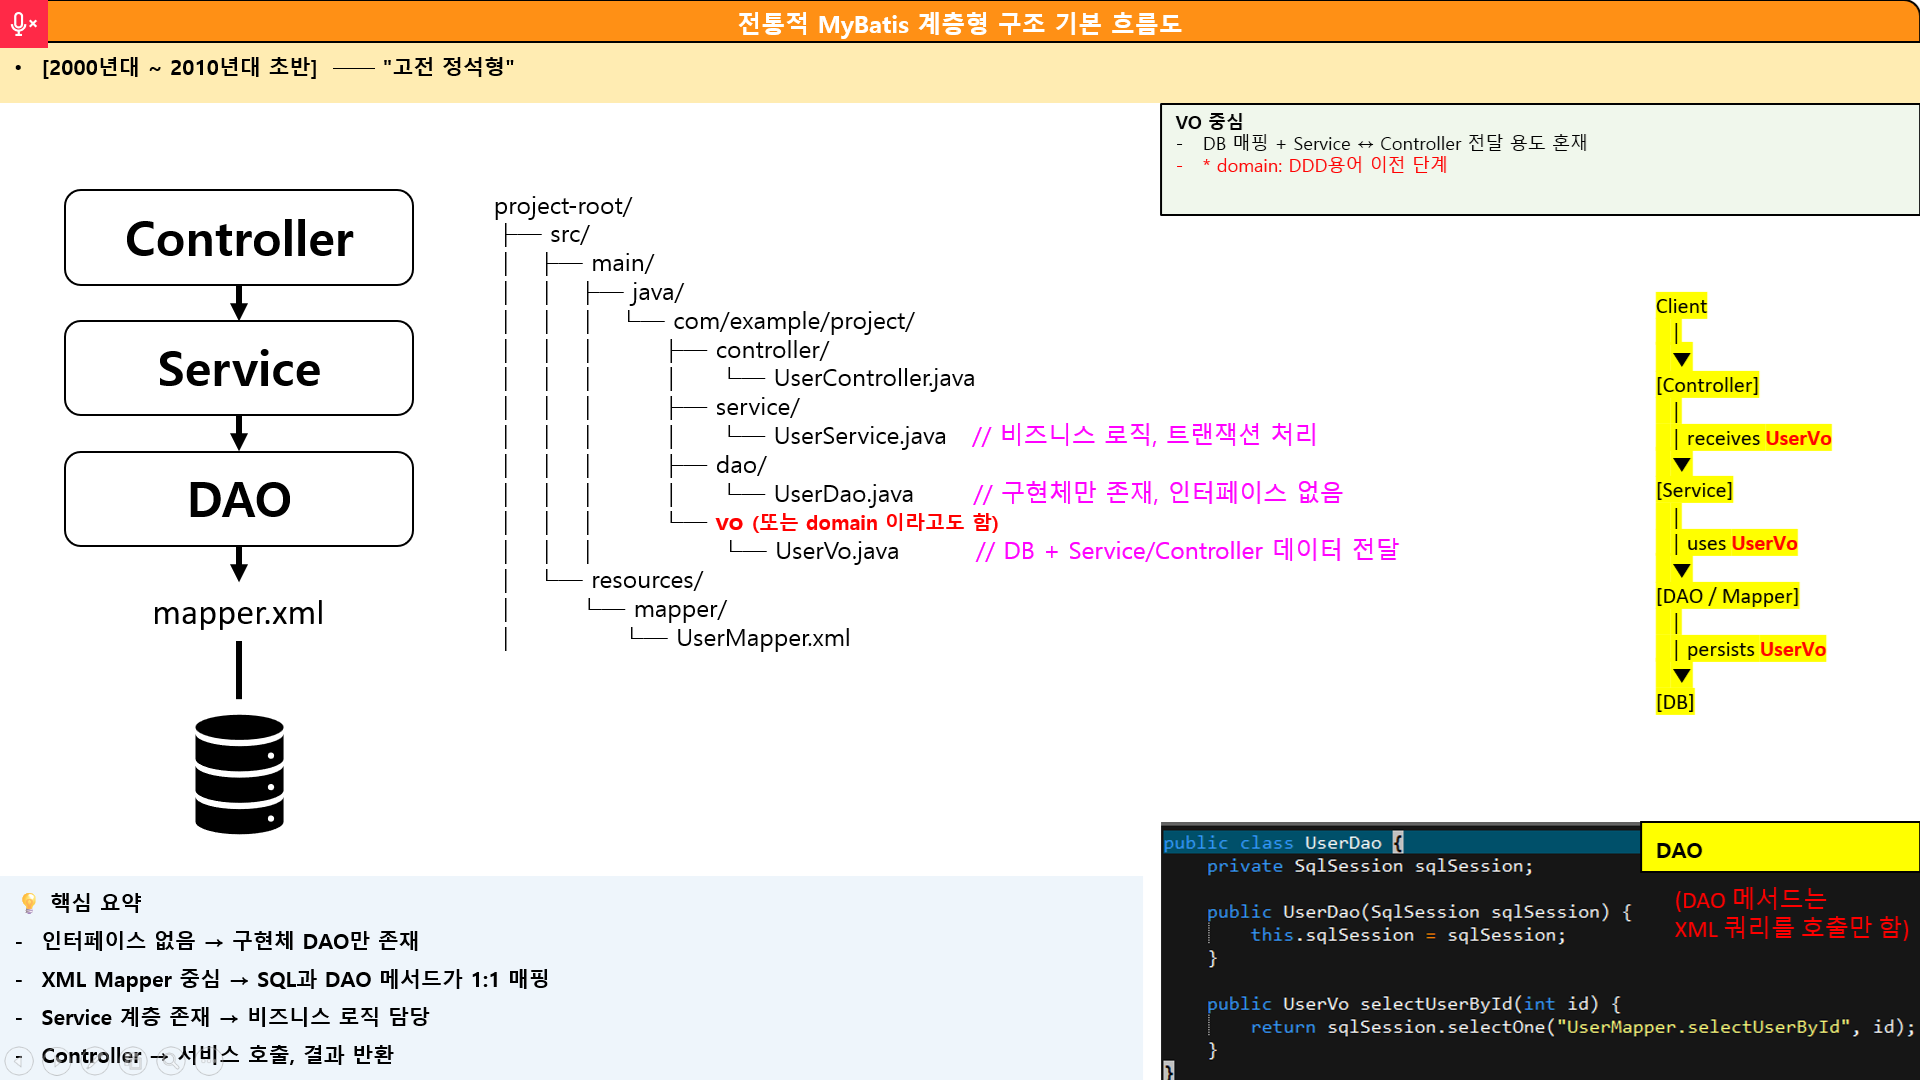 전통적 MyBatis 계층형 구조 기본 흐름도
• [2000년대 ~ 2010년대 초반] ── "고전 정석형"
VO 중심
- DB 매핑 + Service ↔ Controller 전달 용도 혼재
- * domain: DDD용어 이전 단계
Controller
Service
DAO
mapper.xml
project-root/
├── src/
│ ├── main/
│ │ ├── java/
│ │ │ └── com/example/project/
│ │ │ ├── controller/
│ │ │ │ └── UserController.java
│ │ │ ├── service/
│ │ │ │ └── UserService.java // 비즈니스 로직, 트랜잭션 처리
│ │ │ ├── dao/
│ │ │ │ └── UserDao.java // 구현체만 존재, 인터페이스 없음
│ │ │ └── vo (또는 domain 이라고도 함)
│ │ │ └── UserVo.java // DB + Service/Controller 데이터 전달
│ └── resources/
│ └── mapper/
│ └── UserMapper.xml
Client
|
▼
[Controller]
|
| receives UserVo
▼
[Service]
|
| uses UserVo
▼
[DAO / Mapper]
|
| persists UserVo
▼
[DB]
💡 핵심 요약
- 인터페이스 없음 → 구현체 DAO만 존재
- XML Mapper 중심 → SQL과 DAO 메서드가 1:1 매핑
- Service 계층 존재 → 비즈니스 로직 담당
- Controller → 서비스 호출, 결과 반환
public class UserDao {
private SqlSession sqlSession;
public UserDao(SqlSession sqlSession) {
this.sqlSession = sqlSession;
}
public UserVo selectUserById(int id) {
return sqlSession.selectOne("UserMapper.selectUserById", id);
}
}
DAO
(DAO 메서드는
XML 쿼리를 호출만 함)